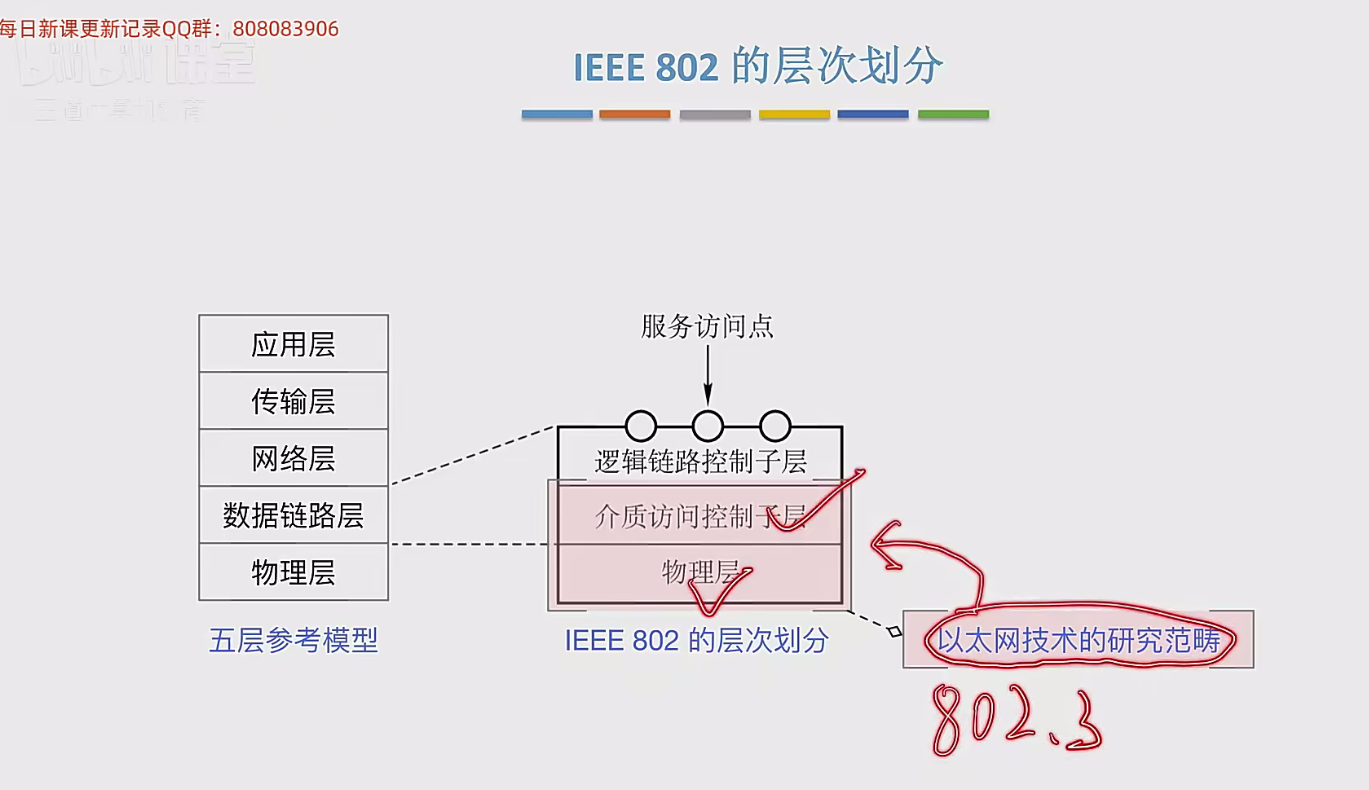 每日新课更新记录QQ群：808083906
课堂
IEEE 802 的层次划分
服务访问点
应用层
传输层
网络层
数据链路层
物理层
逻辑链路控制子层
介质访问控制子层
物理层
五层参考模型
IEEE 802 的层次划分
以太网技术的研究范畴
802.3